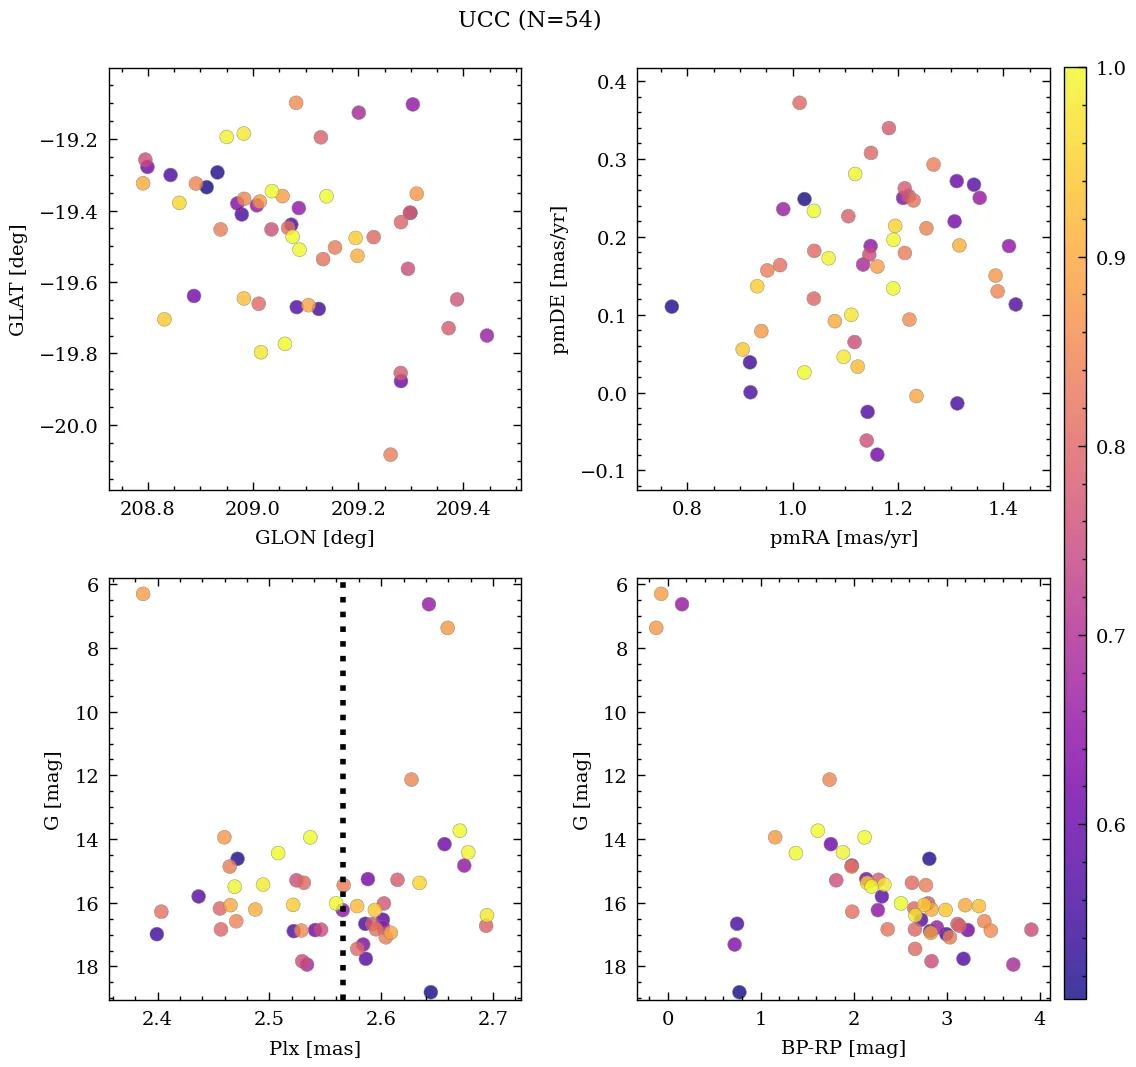 UCC (N=54)
−19.2
−19.4
−19.6
−19.8
−20.0
GLAT [deg]
208.8 209.0 209.2 209.4
GLON [deg]
0.4
0.3
0.2
0.1
0.0
−0.1
pmDE [mas/yr]
0.8 1.0 1.2 1.4
pmRA [mas/yr]
1.0
0.9
0.8
0.7
0.6
6
8
10
12
14
16
18
G [mag]
2.4 2.5 2.6 2.7
Plx [mas]
6
8
10
12
14
16
18
G [mag]
0 1 2 3 4
BP-RP [mag]